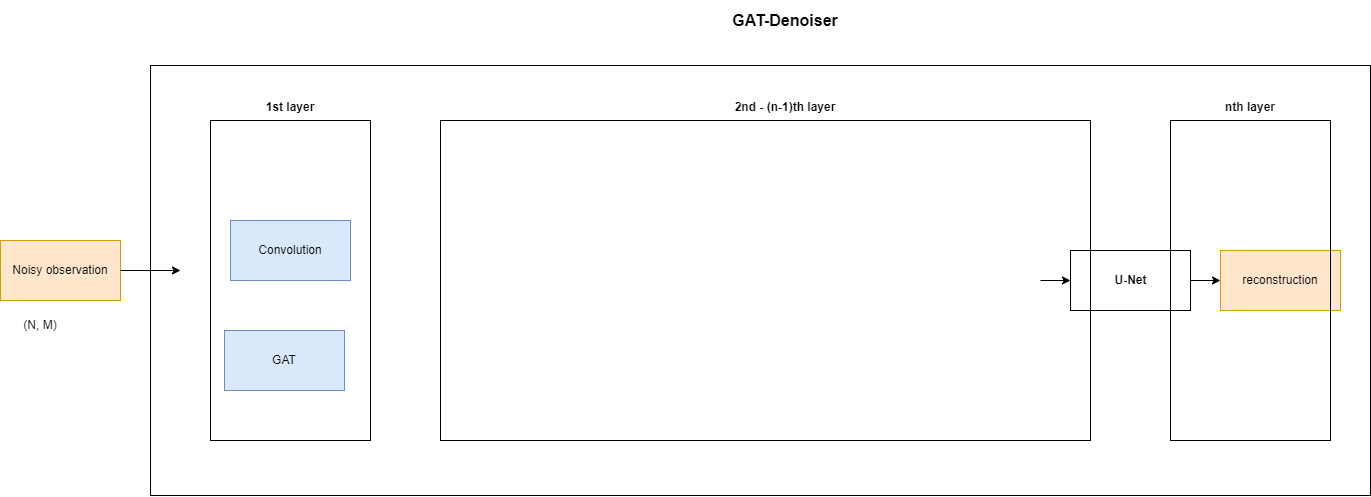 GAT-Denoiser
1st layer
2nd - (n-1)th layer
nth layer
Convolution
Noisy observation
U-Net
reconstruction
(N, M)
GAT